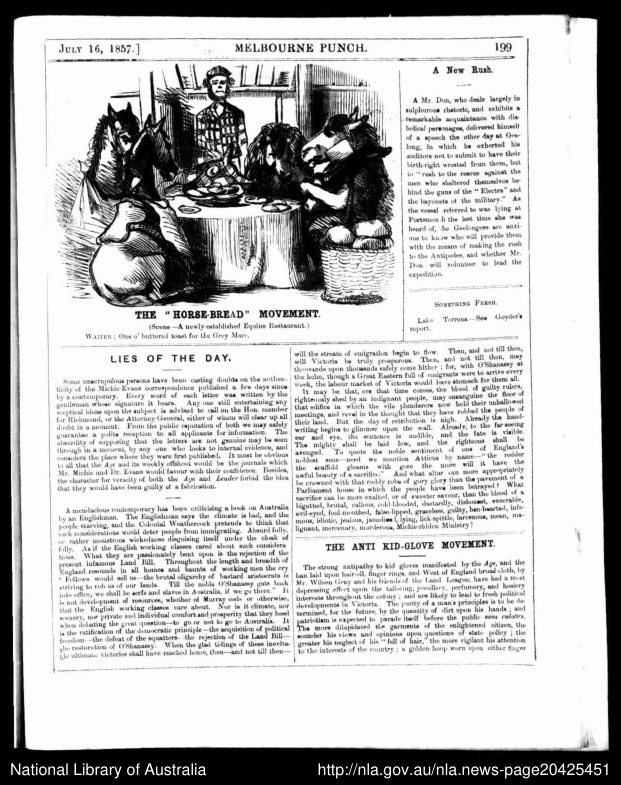 JULY 16, 1857.] MELBOURNE PUNCH. 199
THE "HORSE-BREAD" MOVEMENT.
(Scene—A newly-established Equine Restaurant.)
WAITER; One o' buttered toast for the Grey Mare.
A New Rush.
A Mr. Don, who deals largely in
sulphurous rhetoric, and exhibits a
remarkable acquaintance with dia-
bolical personages, delivered himself
of a speech the other day at Gee-
long, in which he exhorted his
auditors not to submit to have their
birth-right wrested from them, but
to "rush to the rescue against the
men who sheltered themselves be-
hind the guns of the "Electra" and
the bayonets of the military." As
the vessel referred to was lying at
Portsmouth the last time she was
heard of, the Geelongese are anxi-
ous to know who will provide them
with the means of making the rush
to the Antipodes, and whether Mr.
Don will volunteer to lead the
expedition.
SOMETHING FRESH.
Lake Torrens.—See Goyder's
report.
LIES OF THE DAY.
Some unscrupulous persons have been casting doubts on the authen-
ticity of the Michie-Evans correspondence published a few days since
by a contemporary. Every word of each letter was written by the
gentleman whose signature it bears. Any one still entertaining any
sceptical ideas upon the subject is advised to call on the Hon. member
for Richmond, or the Attorney-General, either of whom will clear up all
doubt in a moment. From the public reputation of both we may safely
guarantee a polite reception to all applicants for information. The
absurdity of supposing that the letters are not genuine may be seen
through in a moment, by any one who looks to internal evidence, and
considers the place where they were first published. It must be obvious
to all that the Age and its weekly offshoot would be the journals which
Mr. Michie and Dr. Evans would favour with their confidence. Besides,
the character for veracity of both the Age and Leader forbid the idea
that they would have been guilty of a fabrication.
A mendacious contemporary has been criticising a book on Australia
by an Englishman. The Englishman says the climate is bad, and the
people starving, and the Colonial Weathercock pretends to think that
such considerations would deter people from immigrating. Absurd folly,
or rather monstrous wickedness disguising itself under the cloak of
folly. As if the English working classes cared about such considera-
tions. What they are passionately bent upon is the rejection of the
present infamous Land Bill. Throughout the length and breadth of
England resounds in all houses and haunts of working men the cry
"Fellows would sell us—the brutal oligarchy of bastard aristocrats is
striving to rob us of our lands. Till the noble O'Shanassy gets back
into office, we shall be serfs and slaves in Australia, if we go there." It
is not development of resources, whether of Murray cods or otherwise,
that the English working classes care about. Nor is it climate, nor
scenery, nor private and individual comfort and prosperity that they heed
when debating the great question—to go or not to go to Australia. It
is the ratification of the democratic principle—the acquisition of political
freedom—the defeat of the squatters—the rejection of the Land Bill—
the restoration of O'Shanassy. When the glad tidings of these inevita-
ble ultimate victories shall have reached home, then—and not till then—
will the stream of emigration begin to flow. Then, and not till then,
will Victoria be truly prosperous. Then, and not till then, may
thousands upon thousands safely come hither; for, with O'Shanassy at
the helm, though a Great Eastern full of emigrants were to arrive every
week, the labour market of Victoria would have stomach for them all.
It may be that, ere that time comes, the blood of guilty rulers,
righteously shed by an indignant people, may ensanguine the floor of
that edifice in which the vile plunderers now hold their unhallowed
meetings, and revel in the thought that they have robbed the people of
their land. But the day of retribution is nigh. Already the hand-
writing begins to glimmer upon the wall. Already, to the far-seeing
ear and eye, the sentence is audible, and the fate is visible.
The mighty shall be laid low, and the righteous shall be
avenged. To quote the noble sentiment of one of England's
noblest sons—need we mention Atticus by name—"the redder
the scaffold gleams with gore the more will it have the
awful beauty of a sacrifice." And what altar can more appropriately
be crowned with that ruddy robe of gory glory than the pavement of a
Parliament house in which the people have been betrayed? What
sacrifice can be more exalted, or of sweeter savour, than the blood of a
bigotted, brutal, callous, cold-blooded, dastardly, dishonest, execrable,
evil-eyed, foul-mouthed, false-lipped, graceless, guilty, hen-hearted, infa-
mous, idiotic, jealous, jaundiced, lying, lick-spittle, larvenous, mean, ma-
lignant, mercenary, murderous, Michie-ridden Ministry!
THE ANTI KID-GLOVE MOVEMENT.
The strong antipathy to kid gloves manifested by the Age, and the
ban laid upon hair-oil, finger rings, and West of England broad-cloth, by
Mr. Wilson Gray and his friends of the Land League, have had a most
depressing effect upon the tailoring, jewellery, perfumery, and hosiery
interests throughout the colony; and are likely to lead to fresh political
developments in Victoria. The purity of a man's principles is to be de-
termined, for the future, by the quantity of dirt upon his hands; and
patriotism is expected to parade itself before the public sans culottes.
The more dilapidated the garments of the enlightened citizen, the
sounder his views and opinions upon questions of state policy; the
greater his neglect of his "fell of hair," the more vigilant his attention
to the interests of the country; a golden hoop worn upon either finger
National Library of Australia http://nla.gov.au/nla.news-page20425451